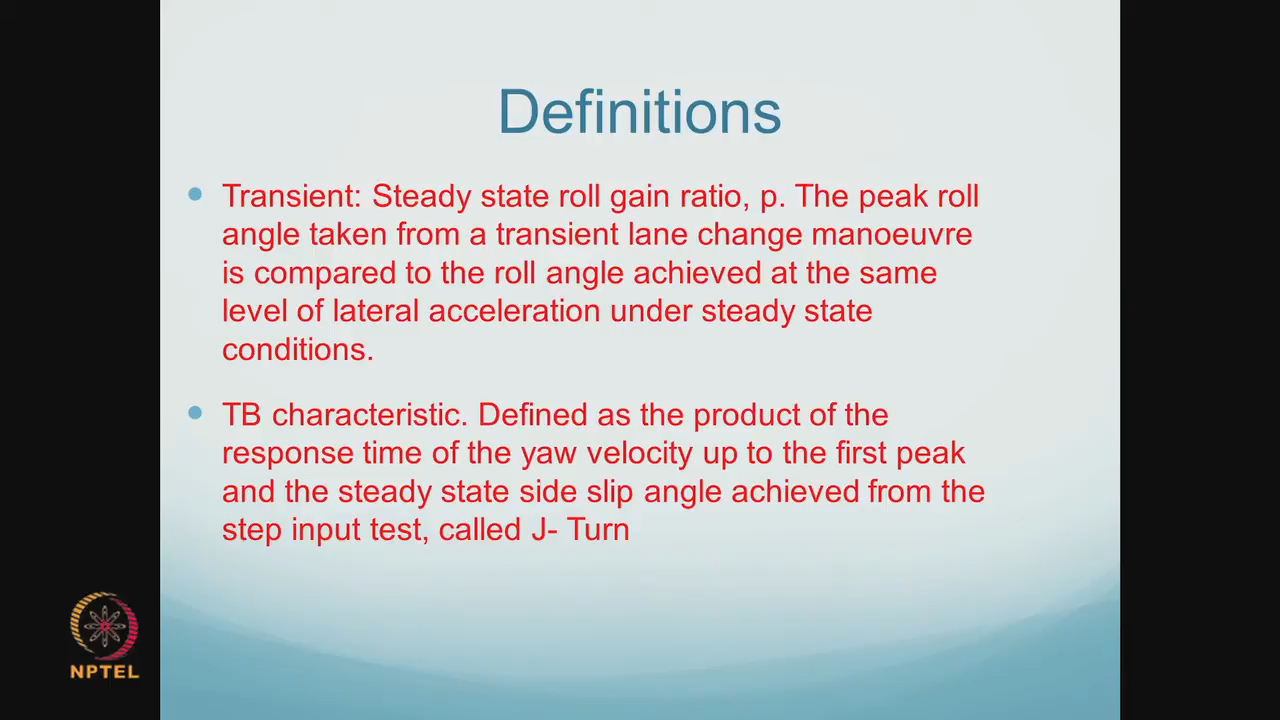 Definitions
Transient: Steady state roll gain ratio, p. The peak roll
angle taken from a transient lane change manoeuvre
is compared to the roll angle achieved at the same
level of lateral acceleration under steady state
conditions.
TB characteristic. Defined as the product of the
response time of the yaw velocity up to the first peak
and the steady state side slip angle achieved from the
step input test, called J- Turn
NPTEL